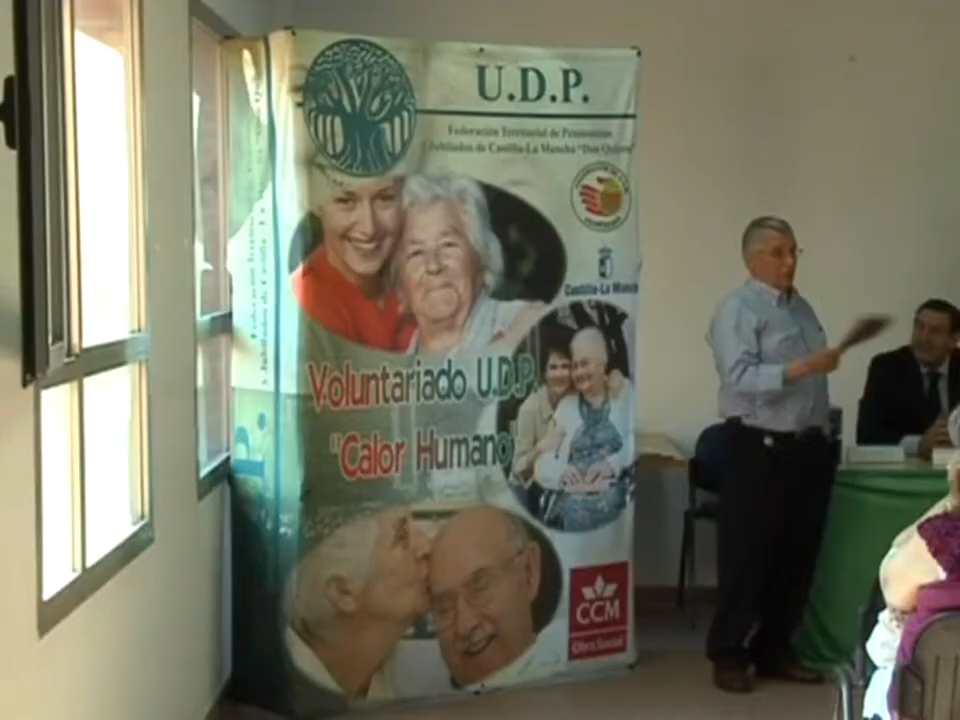 U.D.P.
Federación Territorial de Pensionistas
Jubilados de Castilla-La Mancha "Don Quijote"
Castilla-La Mancha
Voluntariado U.D.P.
"Calor Humano"
CCM
Obra Social